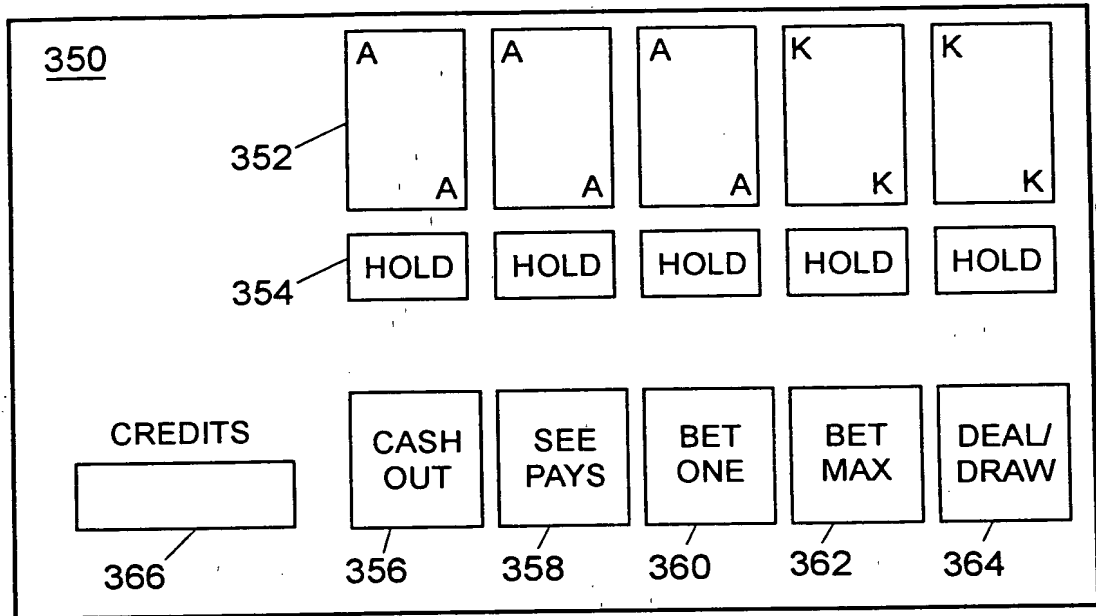 350
A A A K K
A A A K K
352
HOLD HOLD HOLD HOLD HOLD
354
CREDITS
CASH OUT
SEE PAYS
BET ONE
BET MAX
DEAL/ DRAW
366 356 358 360 362 364